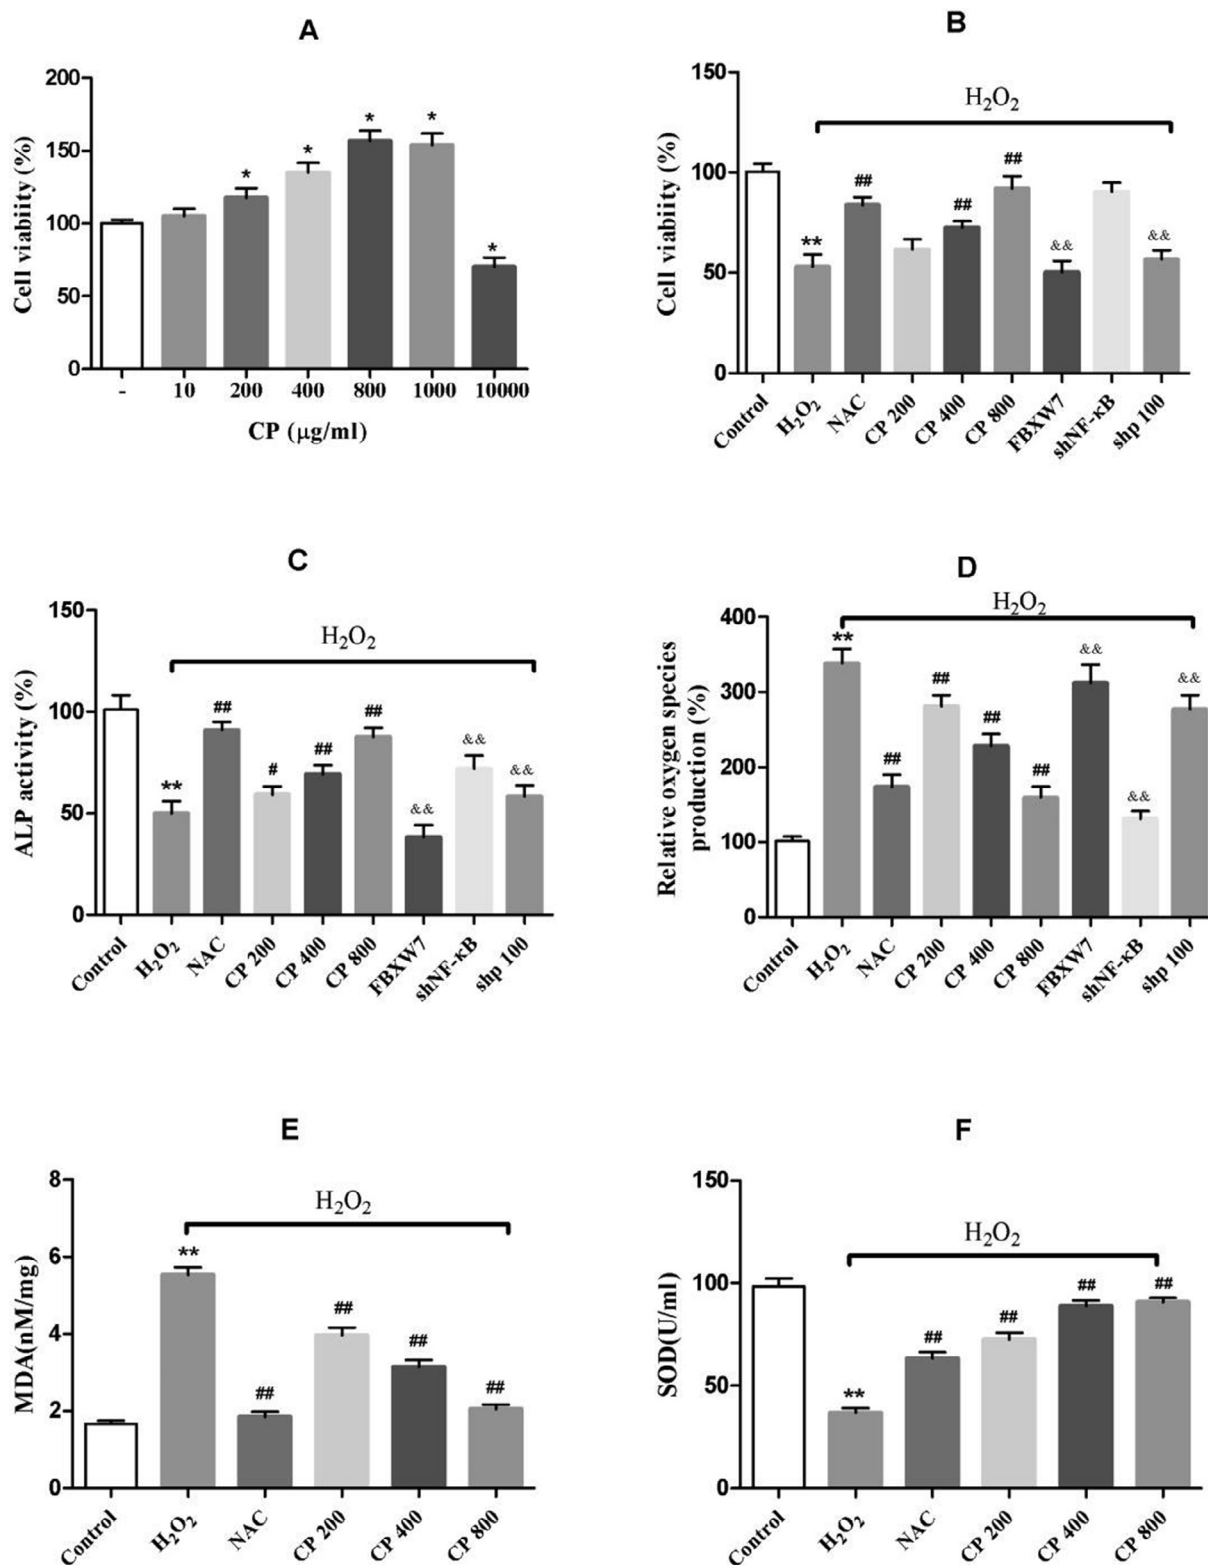 A
200
150
100
50
0
Cell viabiity (%)
*
*
*
*
*
-
10
200
400
800
1000
10000
CP (μg/ml)
B
150
100
50
0
Cell viabiity (%)
H₂O₂
**
##
##
##
&&
&&
Control
H₂O₂
NAC
CP 200
CP 400
CP 800
FBXW7
shNF-κB
shp 100
C
150
100
50
0
ALP activity (%)
H₂O₂
**
##
#
##
##
&&
&&
&&
Control
H₂O₂
NAC
CP 200
CP 400
CP 800
FBXW7
shNF-κB
shp 100
D
400
300
200
100
0
Relative oxygen species
production (%)
H₂O₂
**
##
##
##
##
&&
&&
&&
Control
H₂O₂
NAC
CP 200
CP 400
CP 800
FBXW7
shNF-κB
shp 100
E
8
6
4
2
0
MDA(nM/mg)
H₂O₂
**
##
##
##
##
Control
H₂O₂
NAC
CP 200
CP 400
CP 800
F
150
100
50
0
SOD(U/ml)
H₂O₂
**
##
##
##
##
Control
H₂O₂
NAC
CP 200
CP 400
CP 800